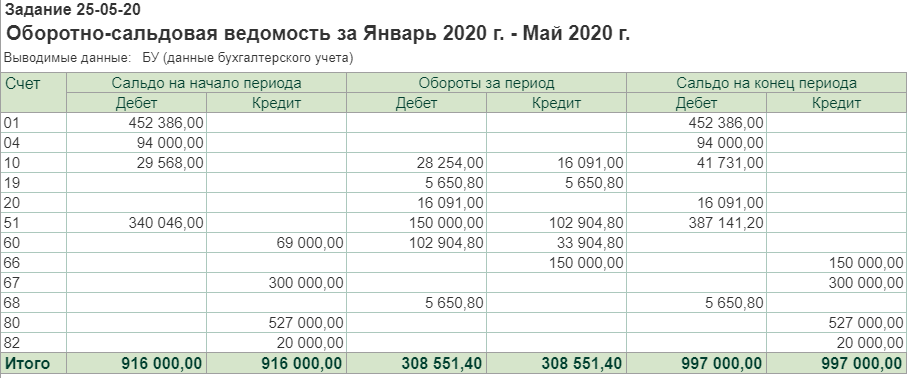 Задание 25-05-20
Оборотно-сальдовая ведомость за Январь 2020 г. - Май 2020 г.
Выводимые данные: БУ (данные бухгалтерского учета)
Счет Сальдо на начало периода Обороты за период Сальдо на конец периода
Дебет Кредит Дебет Кредит Дебет Кредит
01 452 386,00 452 386,00
04 94 000,00 94 000,00
10 29 568,00 28 254,00 16 091,00 41 731,00
19 5 650,80 5 650,80
20 16 091,00 16 091,00
51 340 046,00 150 000,00 102 904,80 387 141,20
60 69 000,00 102 904,80 33 904,80
66 150 000,00 150 000,00
67 300 000,00 300 000,00
68 5 650,80 5 650,80
80 527 000,00 527 000,00
82 20 000,00 20 000,00
Итого 916 000,00 916 000,00 308 551,40 308 551,40 997 000,00 997 000,00